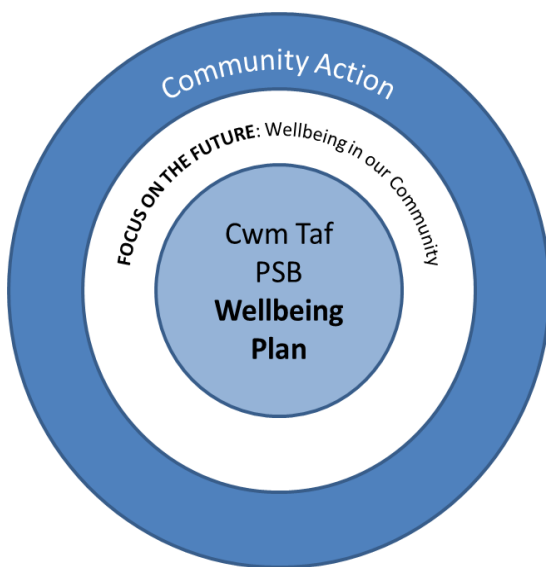 Community Action
FOCUS ON THE FUTURE: Wellbeing in our Community
Cwm Taf
PSB
Wellbeing
Plan